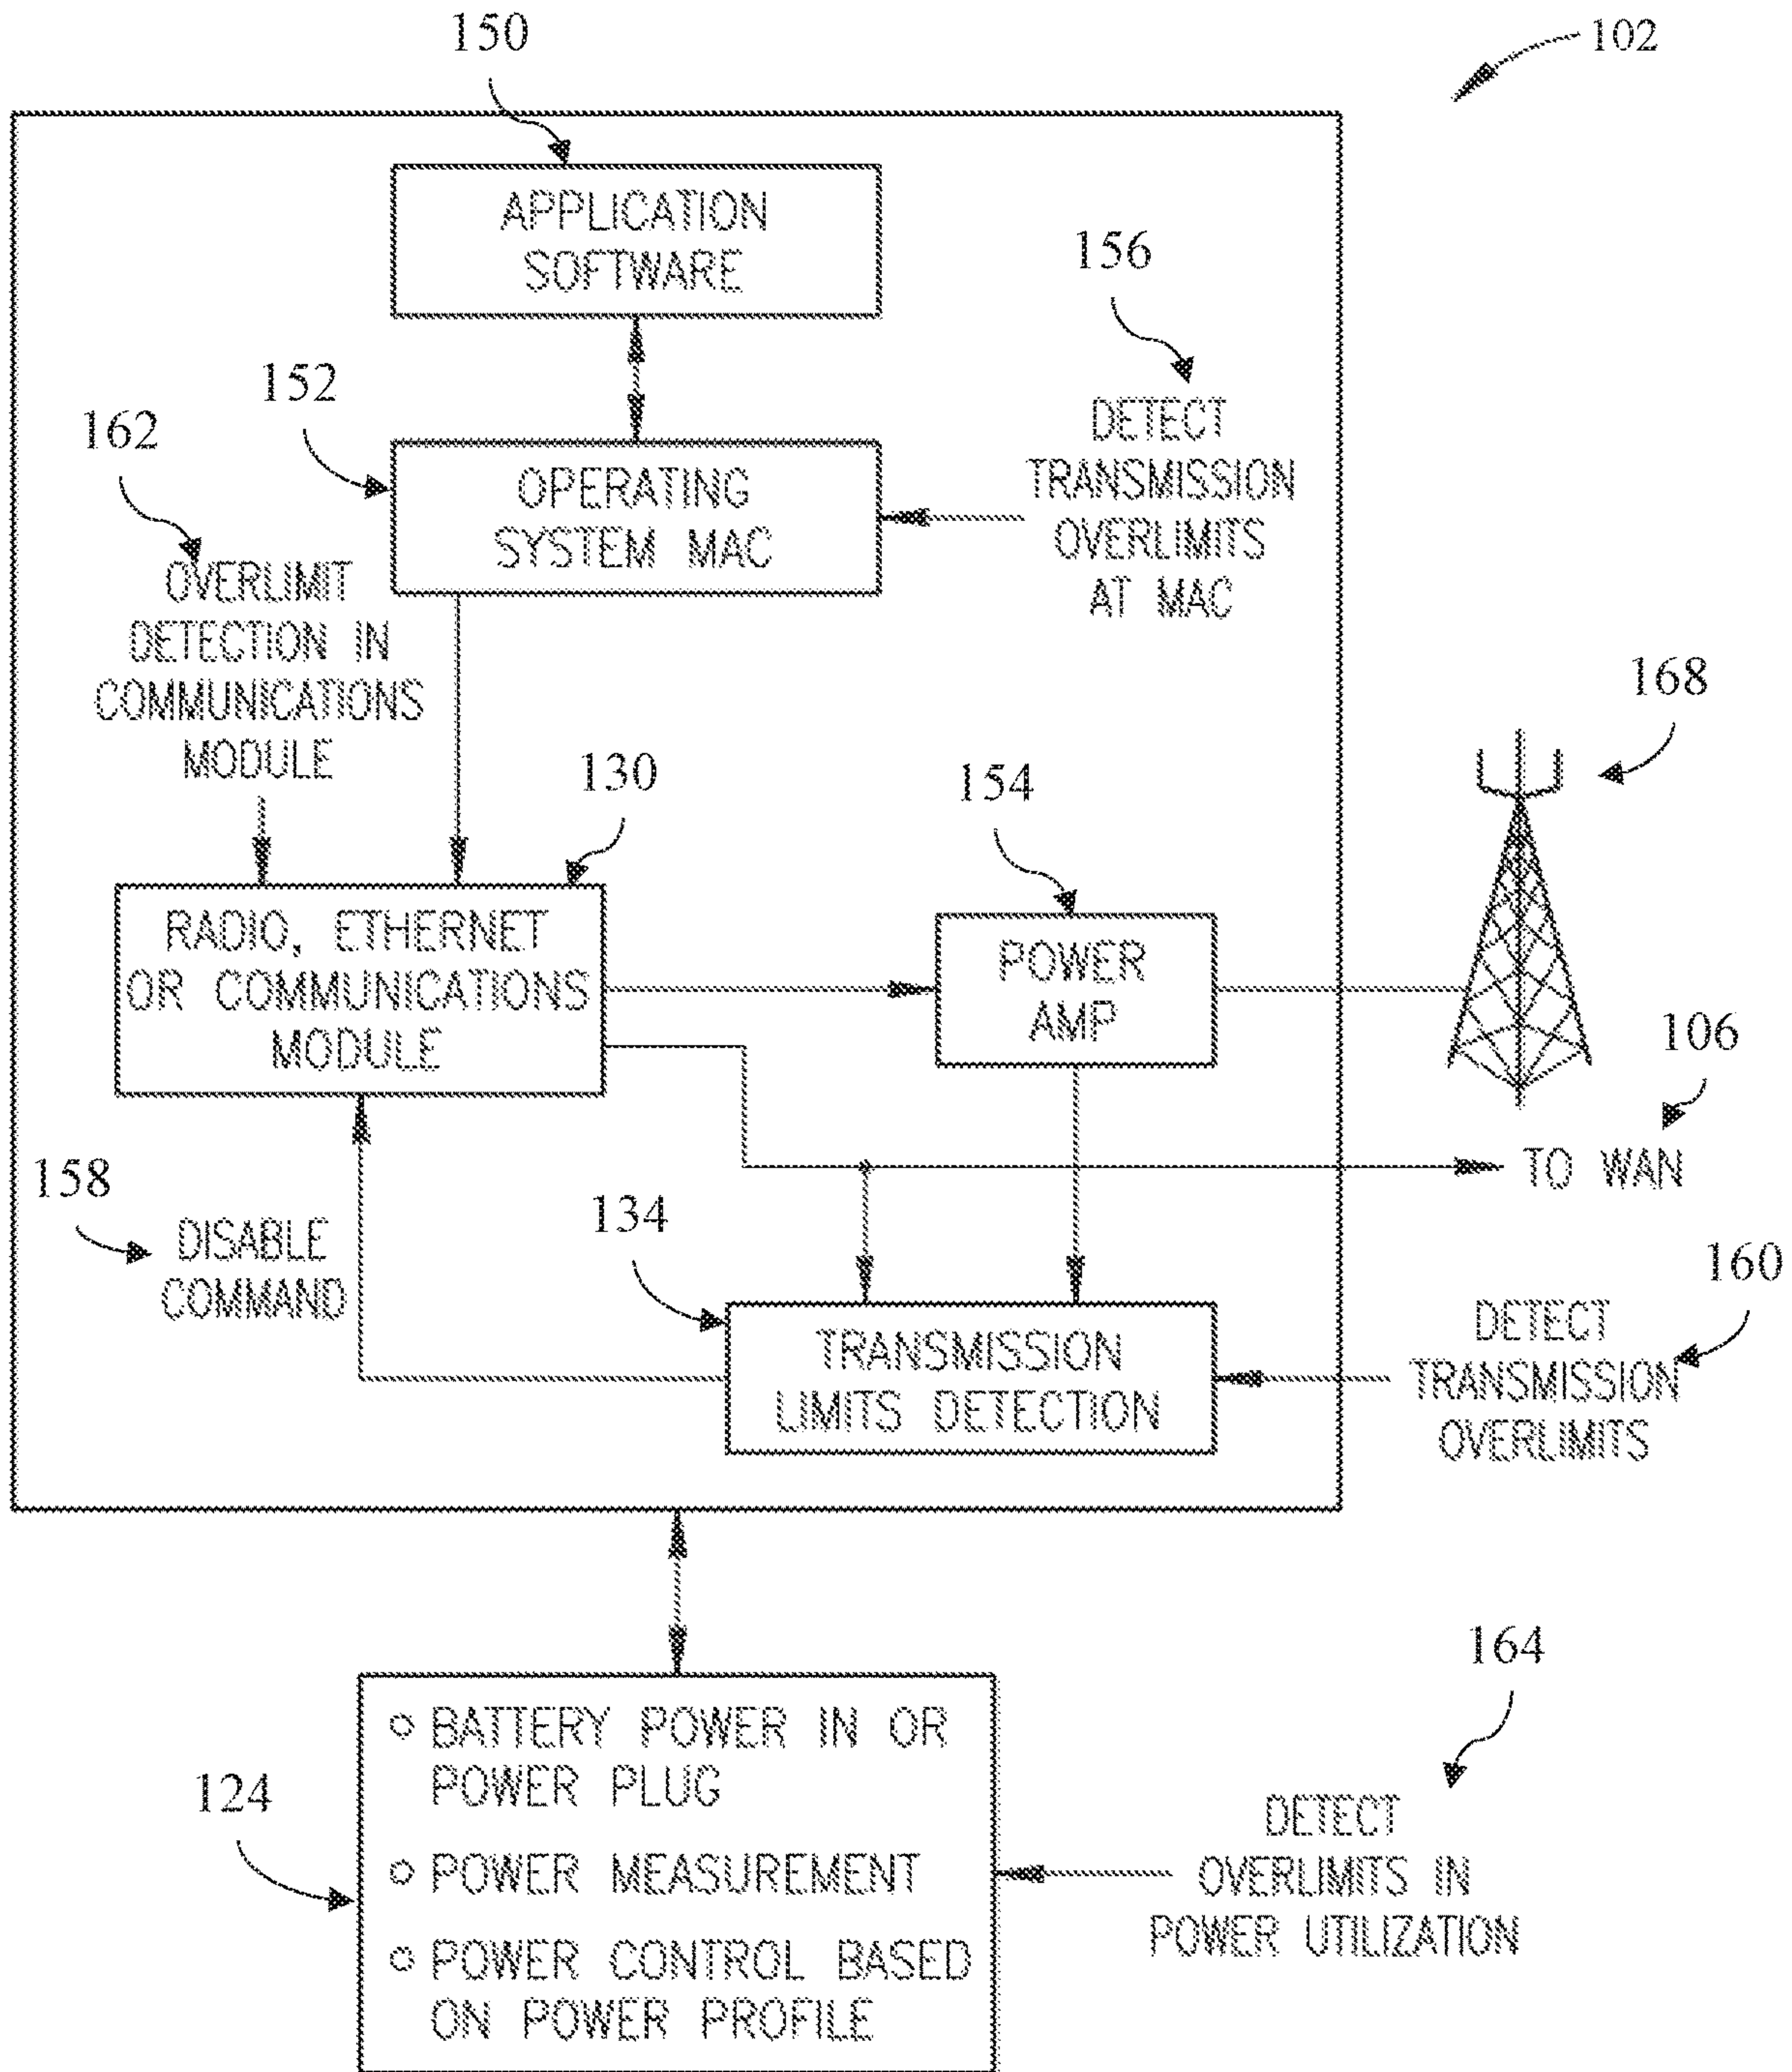 150
102
APPLICATION
SOFTWARE
156
152
DETECT
TRANSMISSION
OVERLIMITS
AT MAC
162
OPERATING
SYSTEM MAC
OVERLIMIT
DETECTION IN
COMMUNICATIONS
MODULE
168
130
154
RADIO, ETHERNET
OR COMMUNICATIONS
MODULE
POWER
AMP
106
TO WAN
158
DISABLE
COMMAND
134
160
TRANSMISSION
LIMITS DETECTION
DETECT
TRANSMISSION
OVERLIMITS
164
124
BATTERY POWER IN OR
POWER PLUG
POWER MEASUREMENT
POWER CONTROL BASED
ON POWER PROFILE
DETECT
OVERLIMITS IN
POWER UTILIZATION